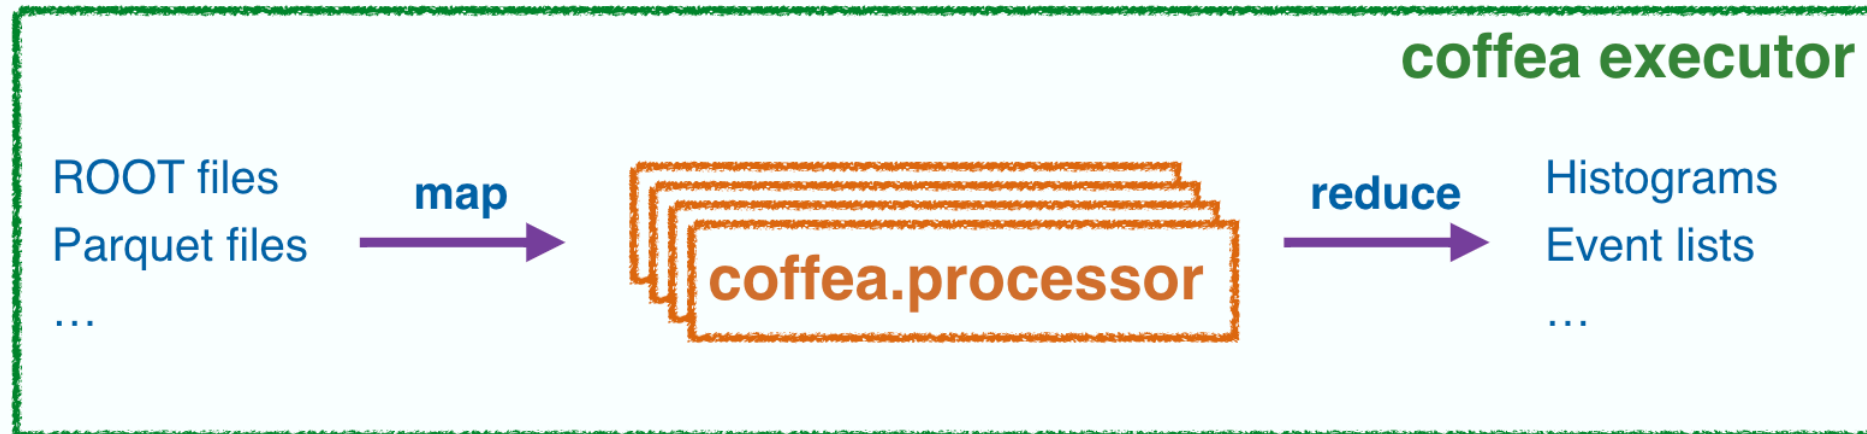 coffea executor
ROOT files
Parquet files
…
map
coffea.processor
reduce
Histograms
Event lists
…